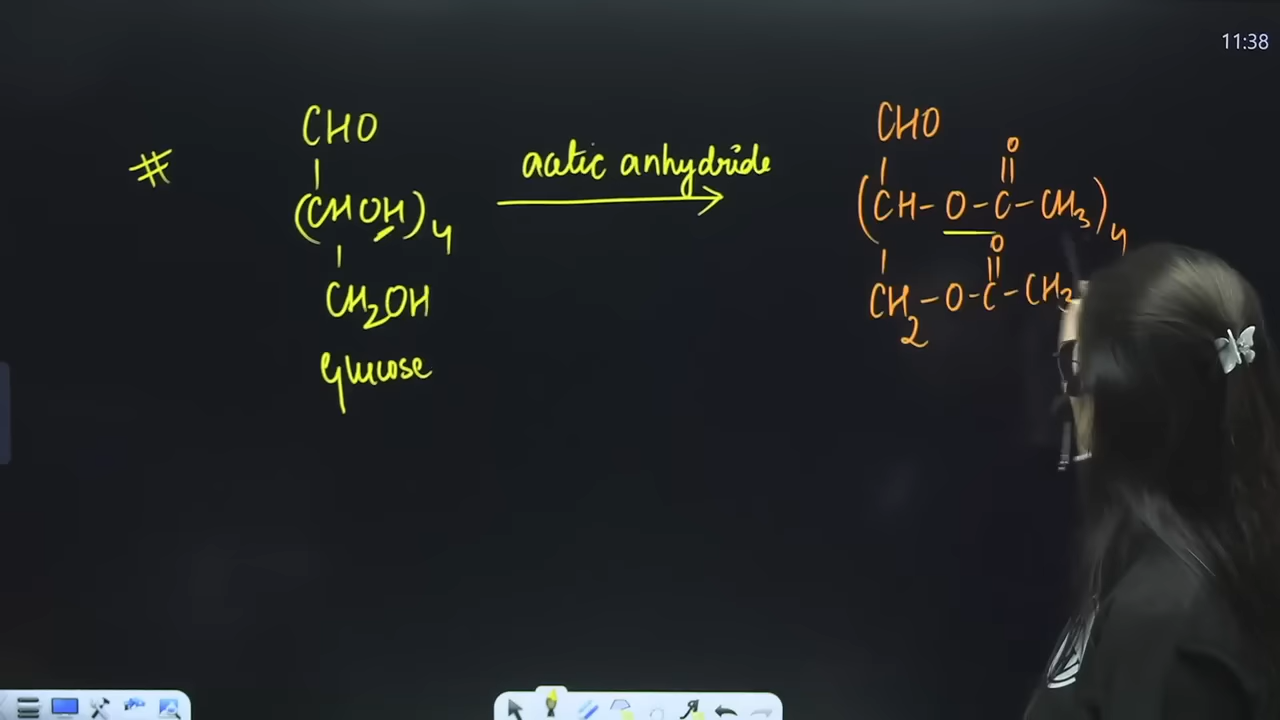 11:38
#
CHO
(CHOH)4
CH2OH
Glucose
acetic anhydride
CHO
O
(CH-O-C-CH3)4
O
CH2-O-C-CH3